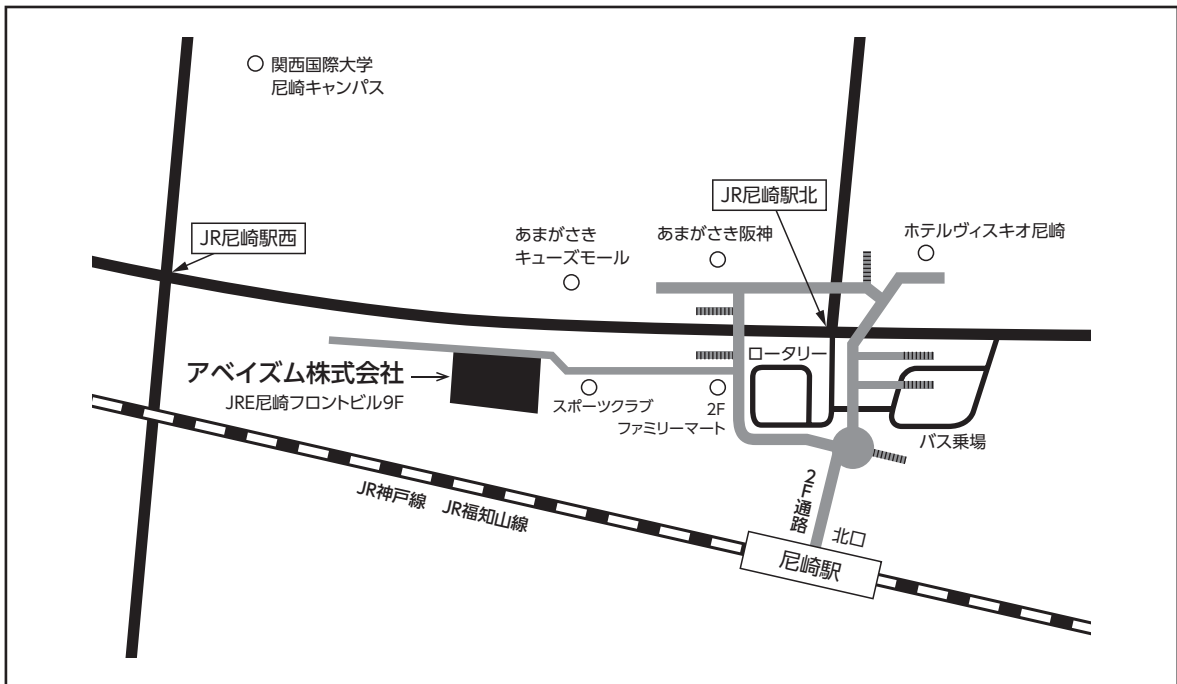 関西国際大学
尼崎キャンパス
JR尼崎駅北
JR尼崎駅西
あまがさき
キューズモール
あまがさき阪神
ホテルヴィスキオ尼崎
ロータリー
アベイズム株式会社
JRE尼崎フロントビル9F
スポーツクラブ
2F
ファミリーマート
バス乗場
2F通路
JR神戸線
JR福知山線
北口
尼崎駅